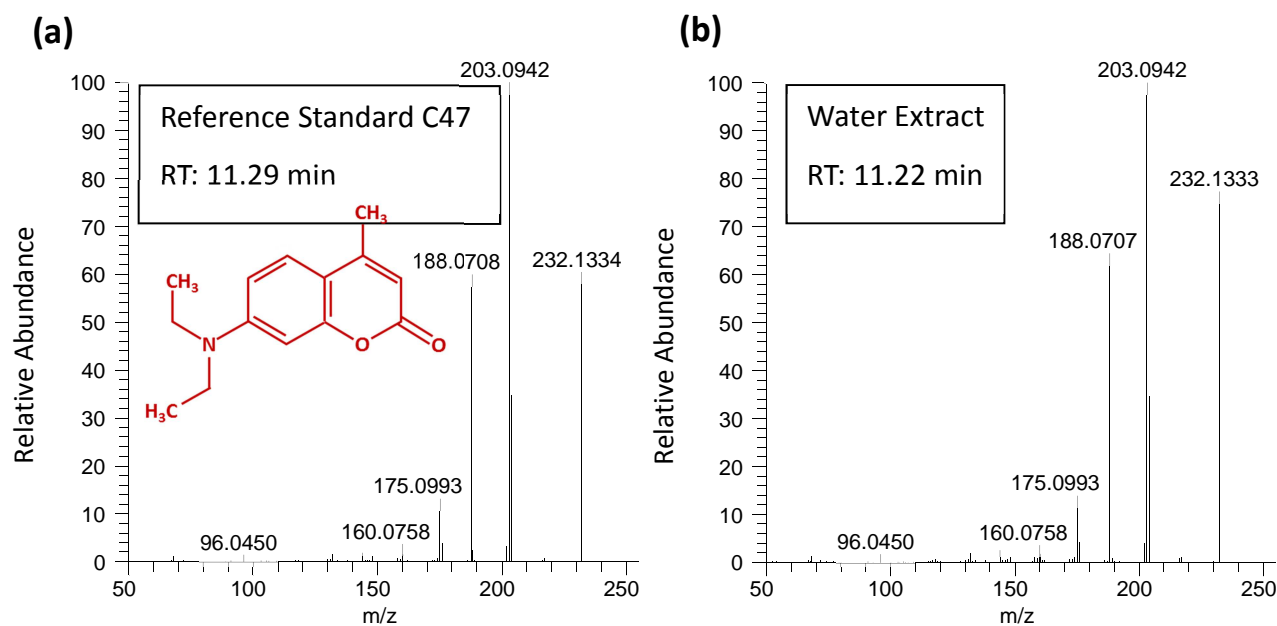 (a)
203.0942
100
Reference Standard C47
90
RT: 11.29 min
80
70
CH₃
188.0708
232.1334
60
CH₃
50
O
O
N
40
H₃C
30
20
175.0993
10
160.0758
96.0450
0
50
100
150
200
250
m/z
Relative Abundance
(b)
203.0942
100
Water Extract
90
RT: 11.22 min
80
232.1333
70
188.0707
60
50
40
30
20
175.0993
10
160.0758
96.0450
0
50
100
150
200
250
m/z
Relative Abundance